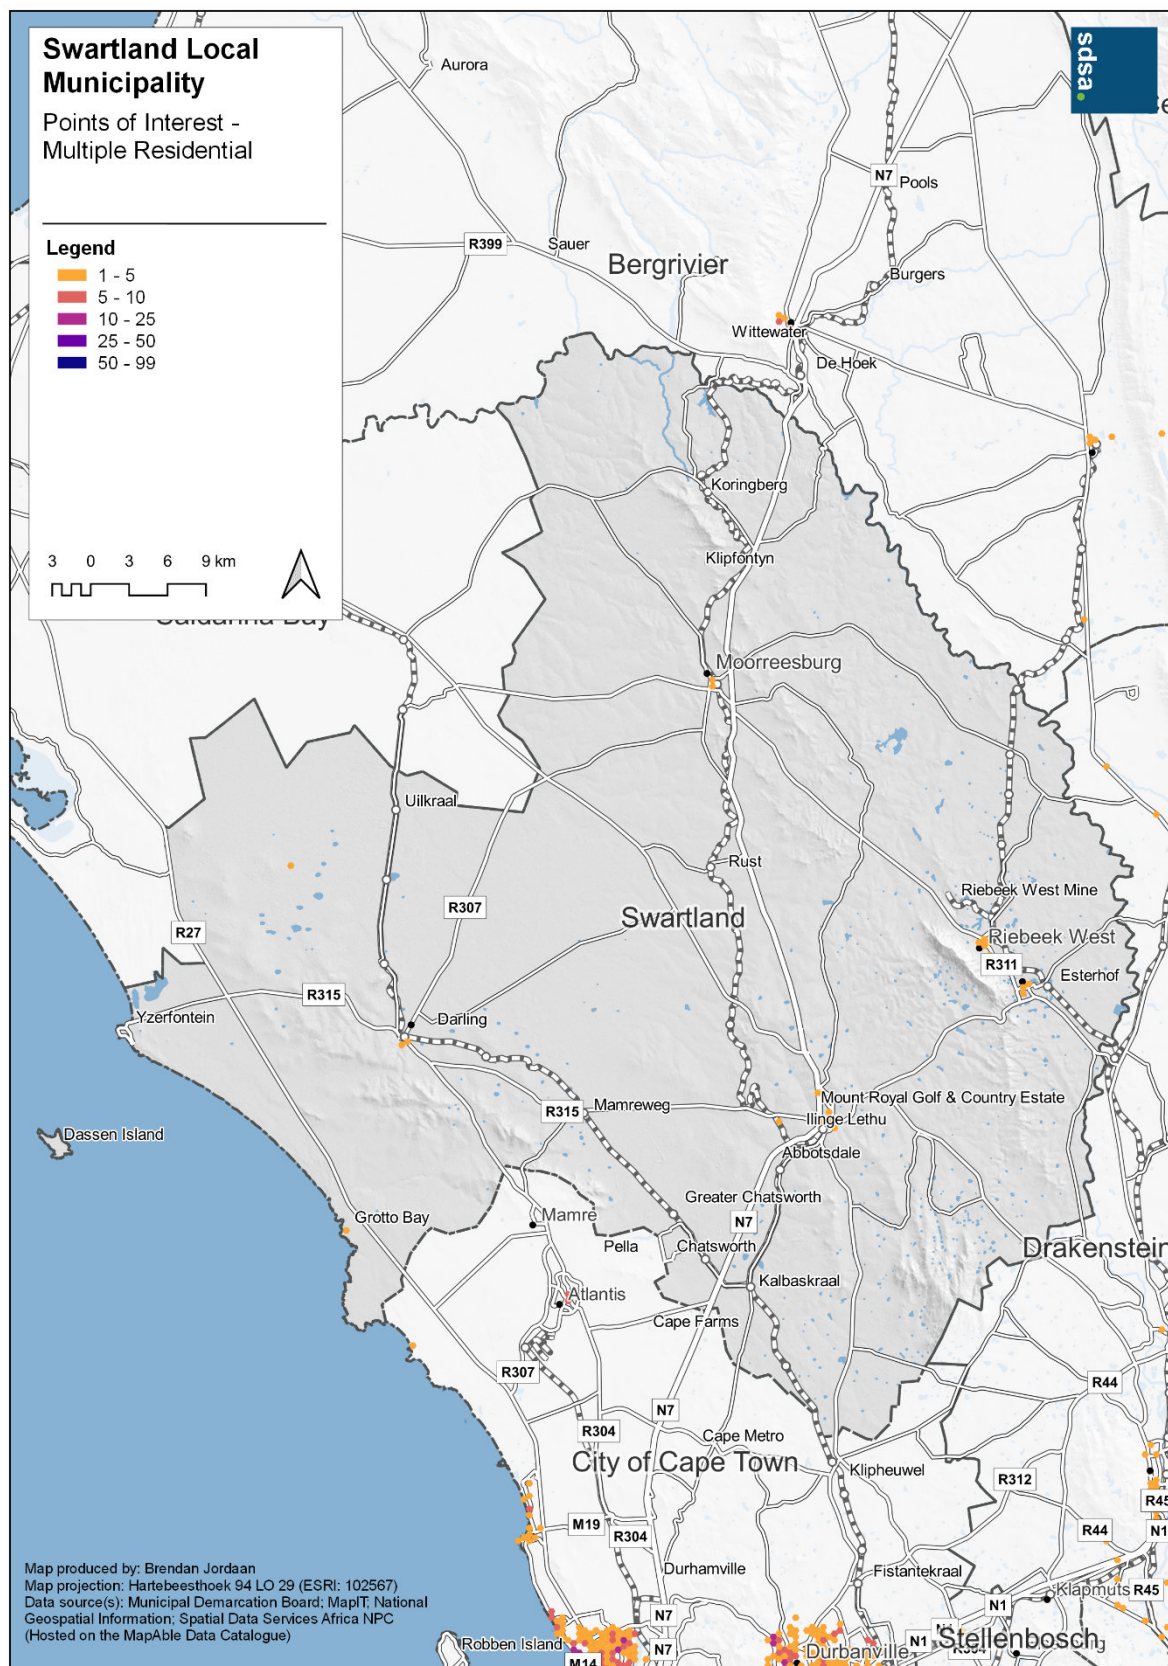 Swartland Local
Municipality
Points of Interest -
Multiple Residential
Legend
1 - 5
5 - 10
10 - 25
25 - 50
50 - 99
3 0 3 6 9 km
sdsa
Aurora
N7
Pools
R399
Sauer
Bergrivier
Burgers
Wittewater
De Hoek
Koringberg
Klipfontyn
Moorreesburg
Uilkraal
Rust
Riebeek West Mine
R307
Swartland
R27
Riebeek West
R311
Esterhof
R315
Yzerfontein
Darling
Mount Royal Golf & Country Estate
R315
Mamreweg
Ilinge Lethu
Dassen Island
Abbotsdale
Greater Chatsworth
Grotto Bay
Mamre
N7
Pella
Chatsworth
Drakenstein
Kalbaskraal
Atlantis
Cape Farms
R307
R44
N7
R304
Cape Metro
City of Cape Town
Klipheuwel
R312
R45
M19
R304
R44
N1
Durhamville
Fistantekraal
Klapmuts
R45
N1
N7
Robben Island
N7
M14
Durbanville
N1
Stellenbosch
Map produced by: Brendan Jordaan
Map projection: Hartebeesthoek 94 LO 29 (ESRI: 102567)
Data source(s): Municipal Demarcation Board; MapIT; National
Geospatial Information; Spatial Data Services Africa NPC
(Hosted on the MapAble Data Catalogue)